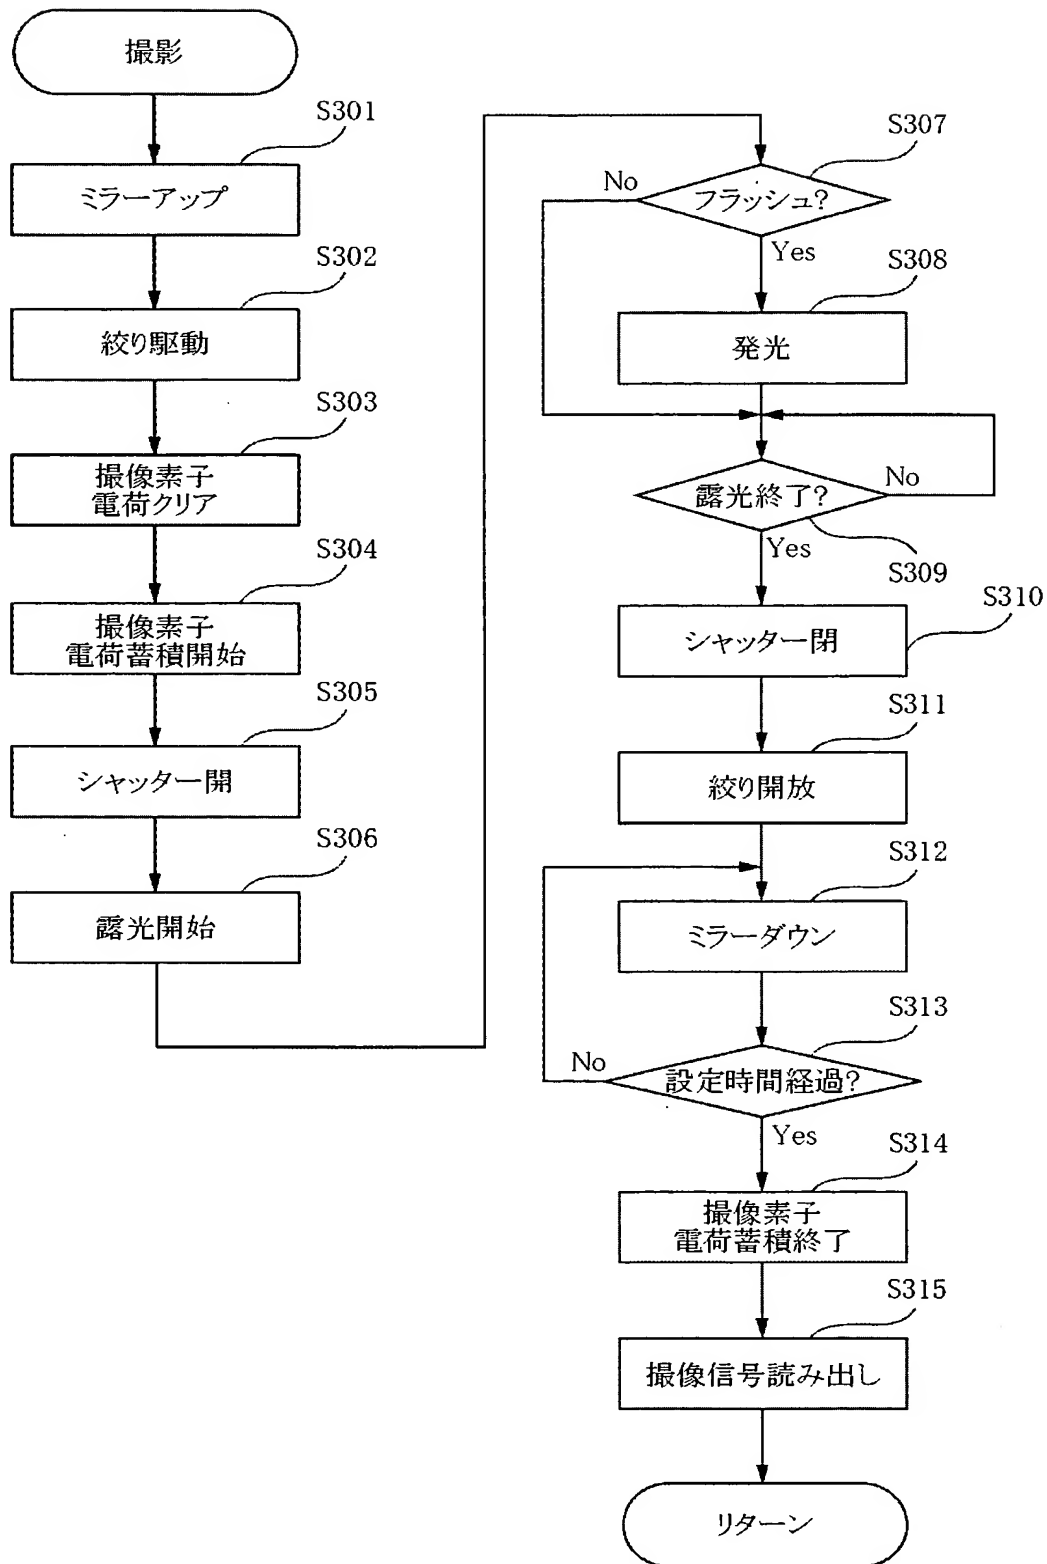 撮影
S301
ミラーアップ
S302
絞り駆動
S303
撮像素子
電荷クリア
S304
撮像素子
電荷蓄積開始
S305
シャッター開
S306
露光開始
S307
フラッシュ?
No
Yes
S308
発光
露光終了?
No
Yes
S309
S310
シャッター閉
S311
絞り開放
S312
ミラーダウン
S313
設定時間経過?
No
Yes
S314
撮像素子
電荷蓄積終了
S315
撮像信号読み出し
リターン